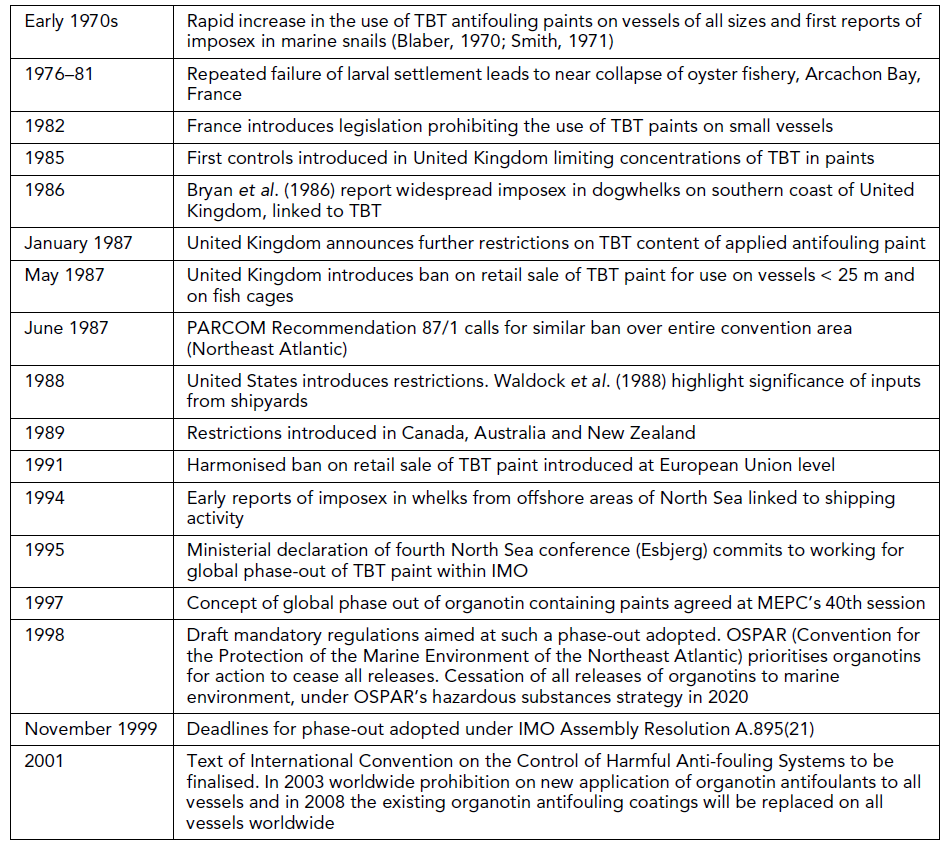 Early 1970s
Rapid increase in the use of TBT antifouling paints on vessels of all sizes and first reports of
imposex in marine snails (Blaber, 1970; Smith, 1971)
1976–81
Repeated failure of larval settlement leads to near collapse of oyster fishery, Arcachon Bay,
France
1982
France introduces legislation prohibiting the use of TBT paints on small vessels
1985
First controls introduced in United Kingdom limiting concentrations of TBT in paints
1986
Bryan et al. (1986) report widespread imposex in dogwhelks on southern coast of United
Kingdom, linked to TBT
January 1987
United Kingdom announces further restrictions on TBT content of applied antifouling paint
May 1987
United Kingdom introduces ban on retail sale of TBT paint for use on vessels < 25 m and
on fish cages
June 1987
PARCOM Recommendation 87/1 calls for similar ban over entire convention area
(Northeast Atlantic)
1988
United States introduces restrictions. Waldock et al. (1988) highlight significance of inputs
from shipyards
1989
Restrictions introduced in Canada, Australia and New Zealand
1991
Harmonised ban on retail sale of TBT paint introduced at European Union level
1994
Early reports of imposex in whelks from offshore areas of North Sea linked to shipping
activity
1995
Ministerial declaration of fourth North Sea conference (Esbjerg) commits to working for
global phase-out of TBT paint within IMO
1997
Concept of global phase out of organotin containing paints agreed at MEPC's 40th session
1998
Draft mandatory regulations aimed at such a phase-out adopted. OSPAR (Convention for
the Protection of the Marine Environment of the Northeast Atlantic) prioritises organotins
for action to cease all releases. Cessation of all releases of organotins to marine
environment, under OSPAR's hazardous substances strategy in 2020
November 1999
Deadlines for phase-out adopted under IMO Assembly Resolution A.895(21)
2001
Text of International Convention on the Control of Harmful Anti-fouling Systems to be
finalised. In 2003 worldwide prohibition on new application of organotin antifoulants to all
vessels and in 2008 the existing organotin antifouling coatings will be replaced on all
vessels worldwide